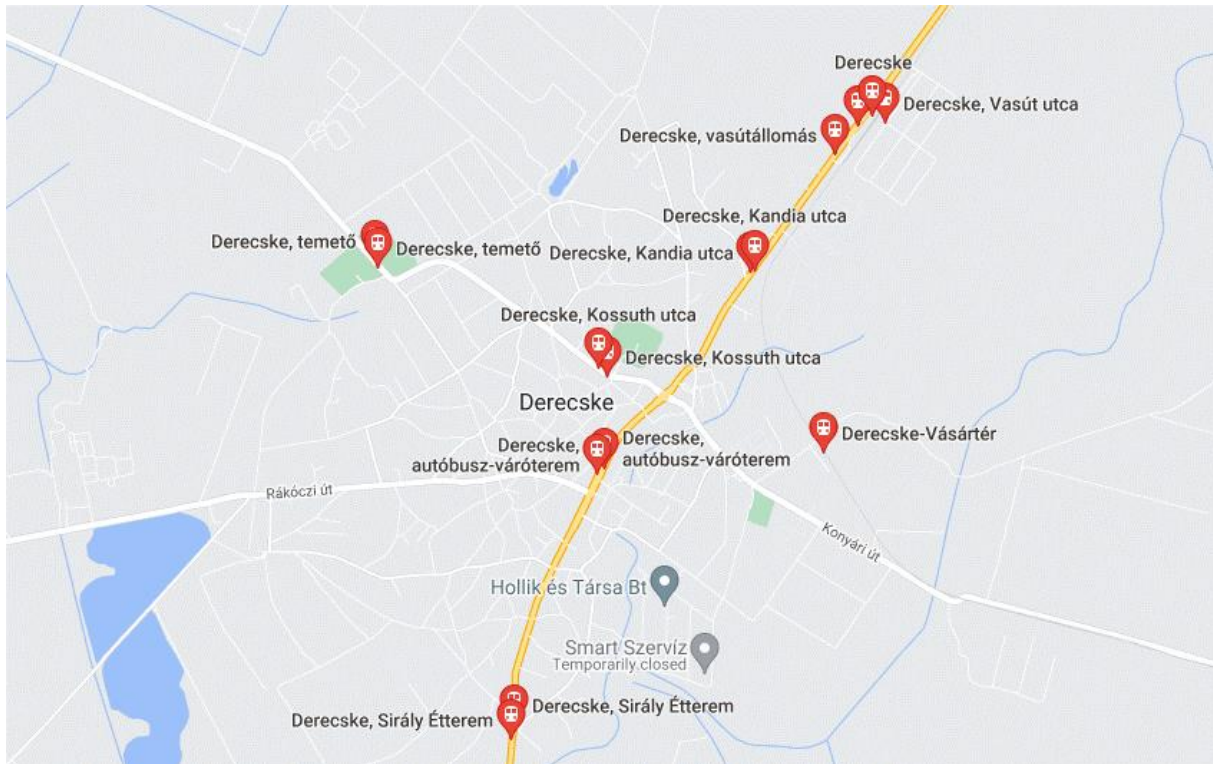 Derecske
Derecske, Vasút utca
Derecske, vasútállomás
Derecske, Kandia utca
Derecske, temető
Derecske, temető
Derecske, Kandia utca
Derecske, Kossuth utca
Derecske, Kossuth utca
Derecske
Derecske-Vásártér
Derecske,
autóbusz-váróterem
Derecske,
autóbusz-váróterem
Rákóczi út
Konyári út
Hollik és Társa Bt
Smart Szervíz
Temporarily closed
Derecske, Sirály Étterem
Derecske, Sirály Étterem